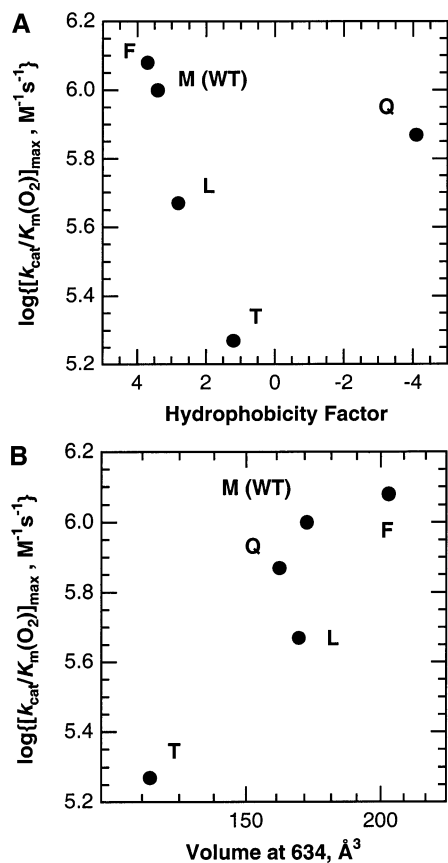 A
6.2
F
M (WT)
6.0
Q
5.8
L
5.6
5.4
T
5.2
4 2 0 -2 -4
Hydrophobicity Factor
log{[kcat/Km(O2)]max , M⁻¹s⁻¹}
B
6.2
M (WT)
6.0
F
Q
5.8
L
5.6
5.4
T
5.2
150 200
Volume at 634, Å³
log{[kcat/Km(O2)]max , M⁻¹s⁻¹}